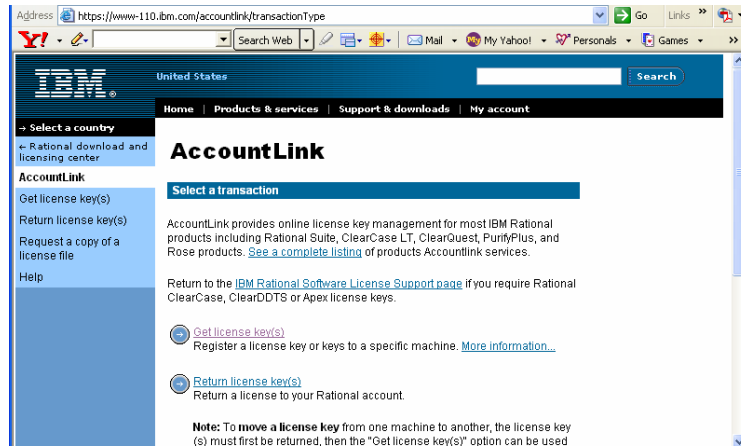 Address https://www-110.ibm.com/accountlink/transactionType Go Links »
Y! Search Web Mail My Yahoo! Personals Games »
IBM®
United States
Search
Home | Products & services | Support & downloads | My account
→ Select a country
← Rational download and
licensing center
AccountLink
Get license key(s)
Return license key(s)
Request a copy of a
license file
Help
AccountLink
Select a transaction
AccountLink provides online license key management for most IBM Rational
products including Rational Suite, ClearCase LT, ClearQuest, PurifyPlus, and
Rose products. See a complete listing of products Accountlink services.
Return to the IBM Rational Software License Support page if you require Rational
ClearCase, ClearDDTS or Apex license keys.
Get license key(s)
Register a license key or keys to a specific machine. More information...
Return license key(s)
Return a license to your Rational account.
Note: To move a license key from one machine to another, the license key
(s) must first be returned, then the "Get license key(s)" option can be used